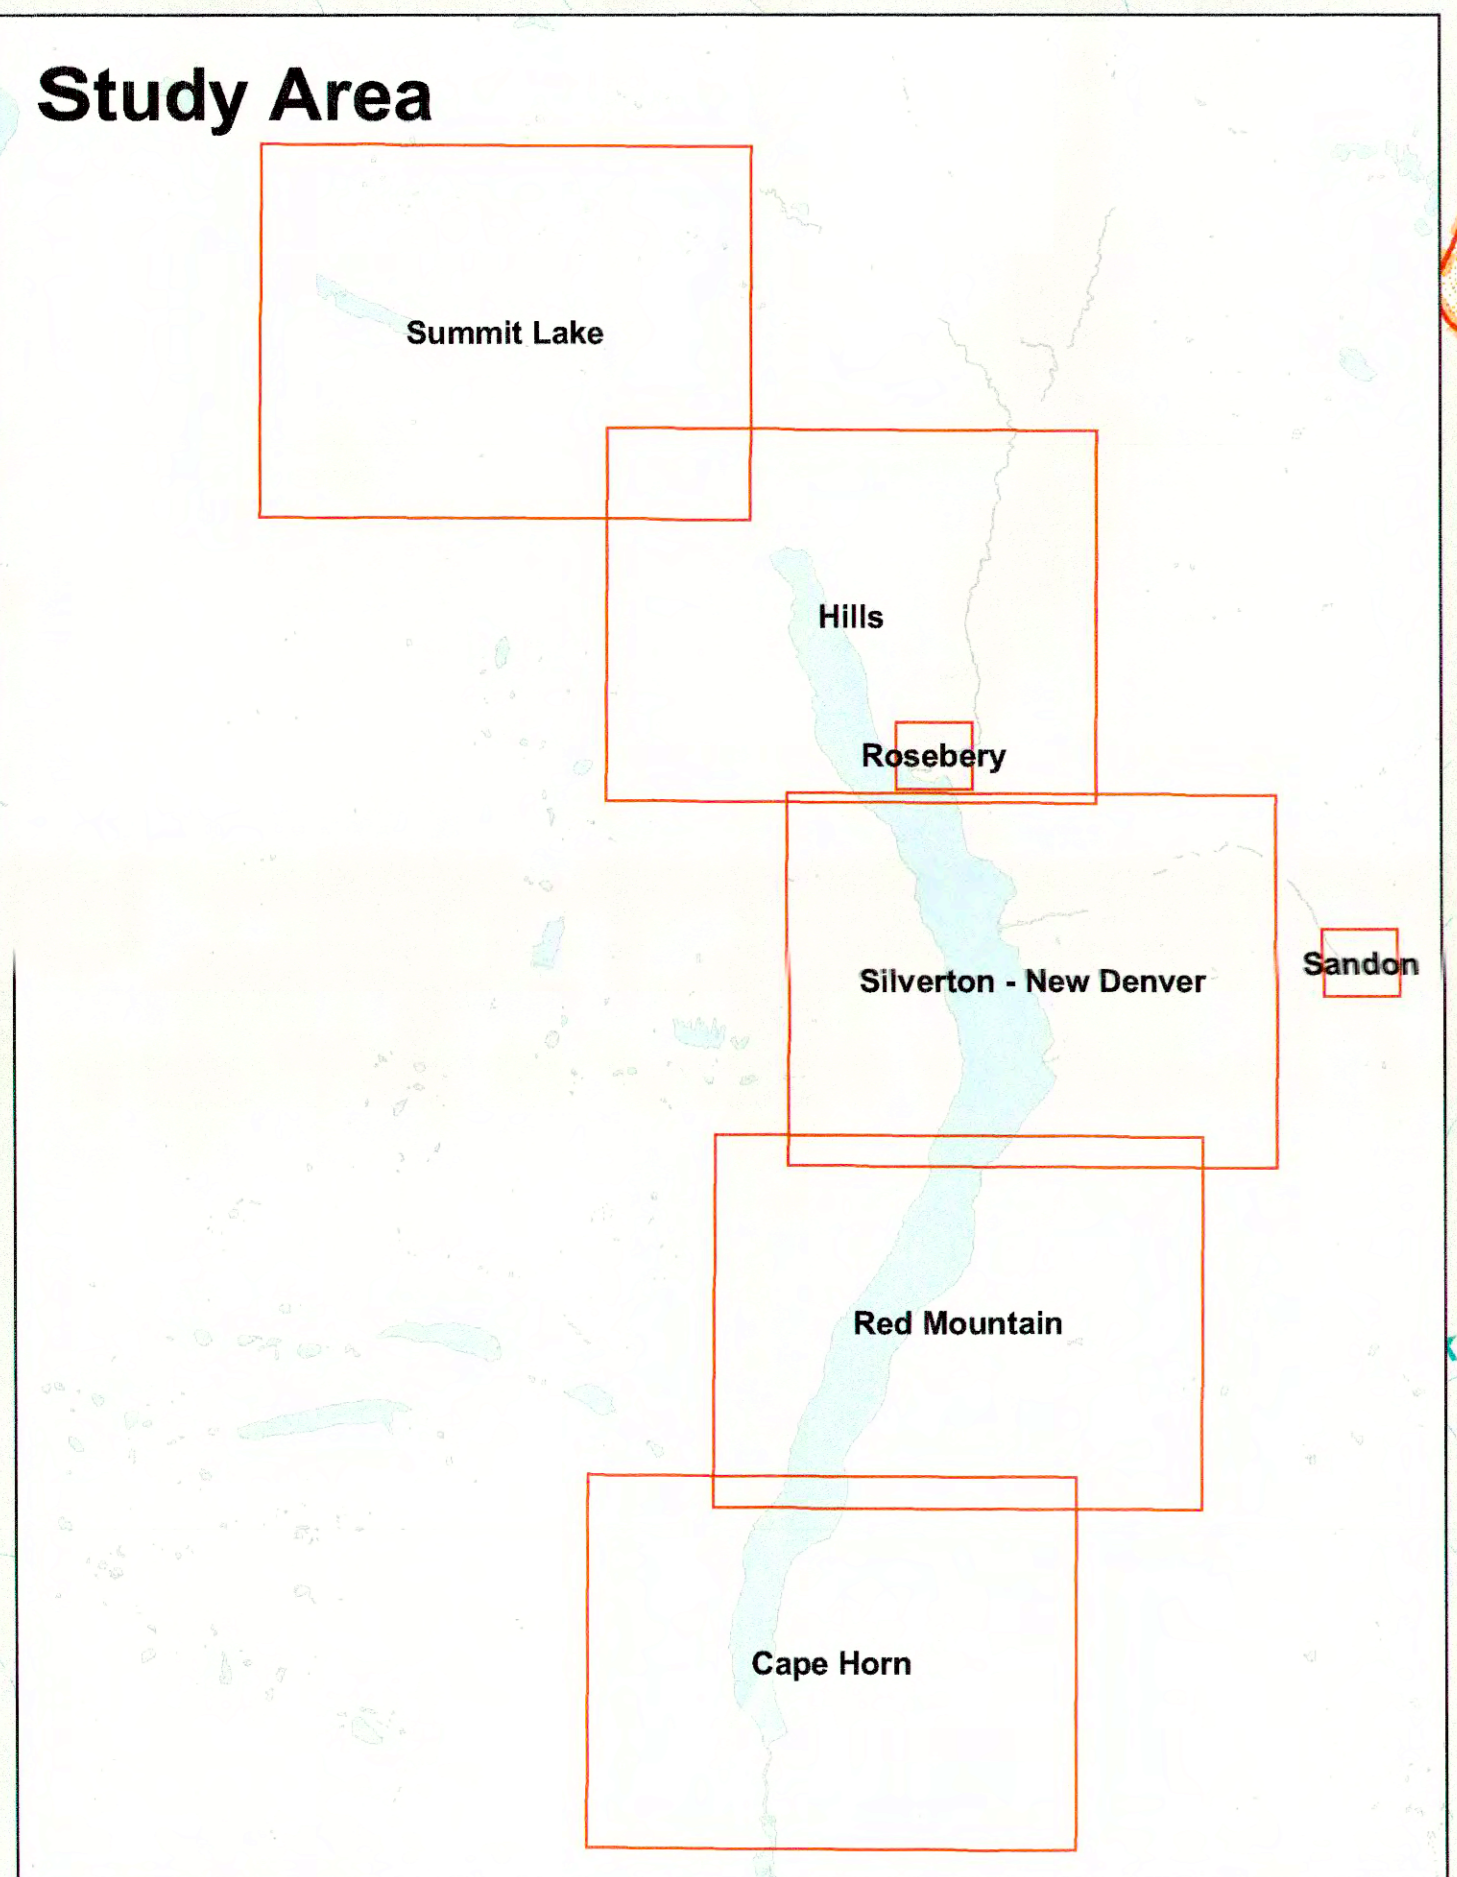 Study Area
Summit Lake
Hills
Rosebery
Sandon
Silverton - New Denver
Red Mountain
Cape Horn